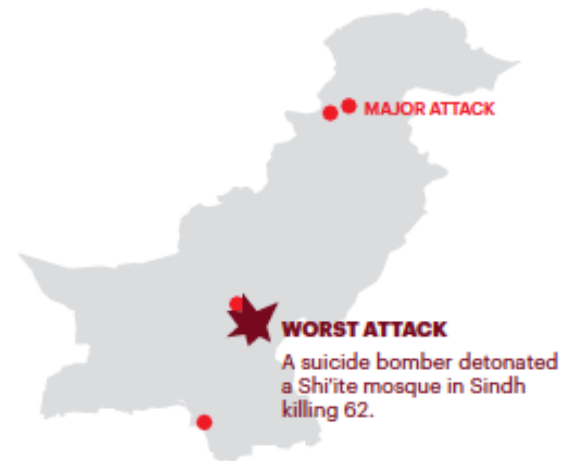 MAJOR ATTACK
WORST ATTACK
A suicide bomber detonated
a Shi'ite mosque in Sindh
killing 62.